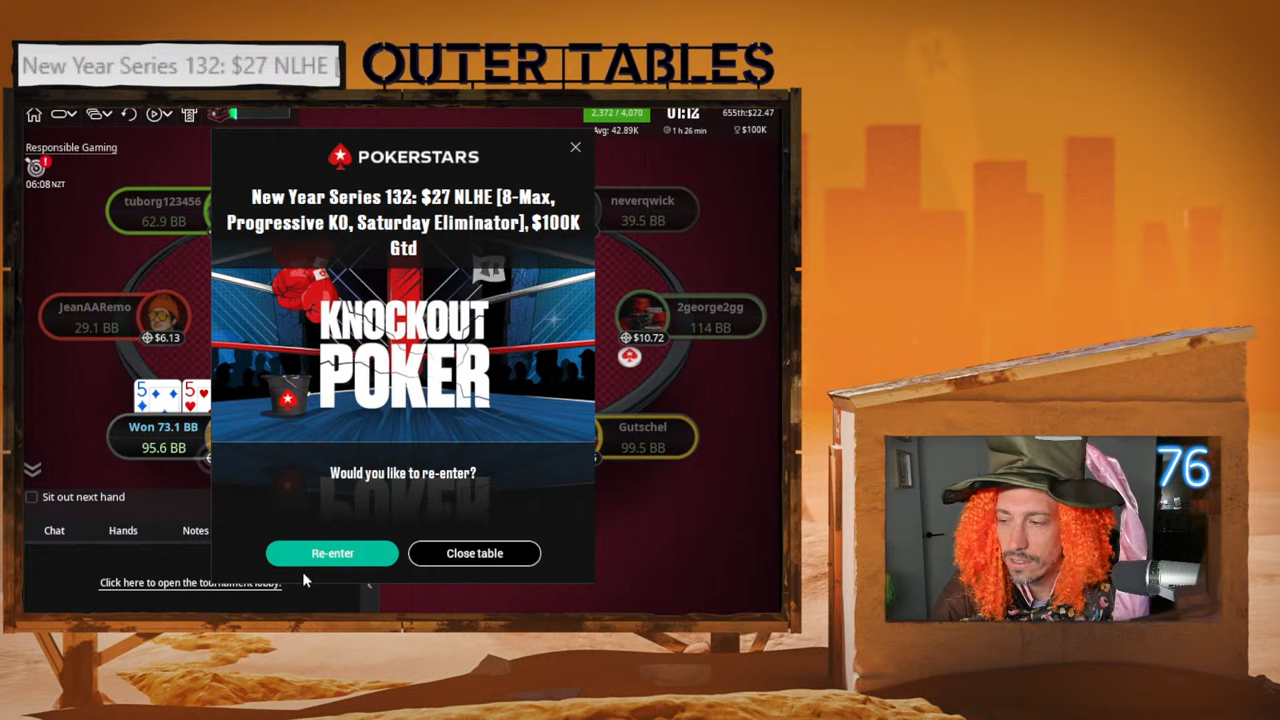 New Year Series 132: $27 NLHE [
OUTER TABLES
2,372 / 4,070
01:12
655th:$22.47
Avg: 42.89K
1 h 26 min
$100K
Responsible Gaming
06:08 NZT
POKERSTARS
New Year Series 132: $27 NLHE [8-Max,
Progressive KO, Saturday Eliminator], $100K
Gtd
tuborg123456
62.9 BB
neverqwick
39.5 BB
JeanAARemo
29.1 BB
$6.13
2george2gg
114 BB
$10.72
KNOCKOUT
POKER
5
5
Won 73.1 BB
95.6 BB
Gutschel
99.5 BB
Would you like to re-enter?
Sit out next hand
Chat
Hands
Notes
Re-enter
Close table
Click here to open the tournament lobby.
76